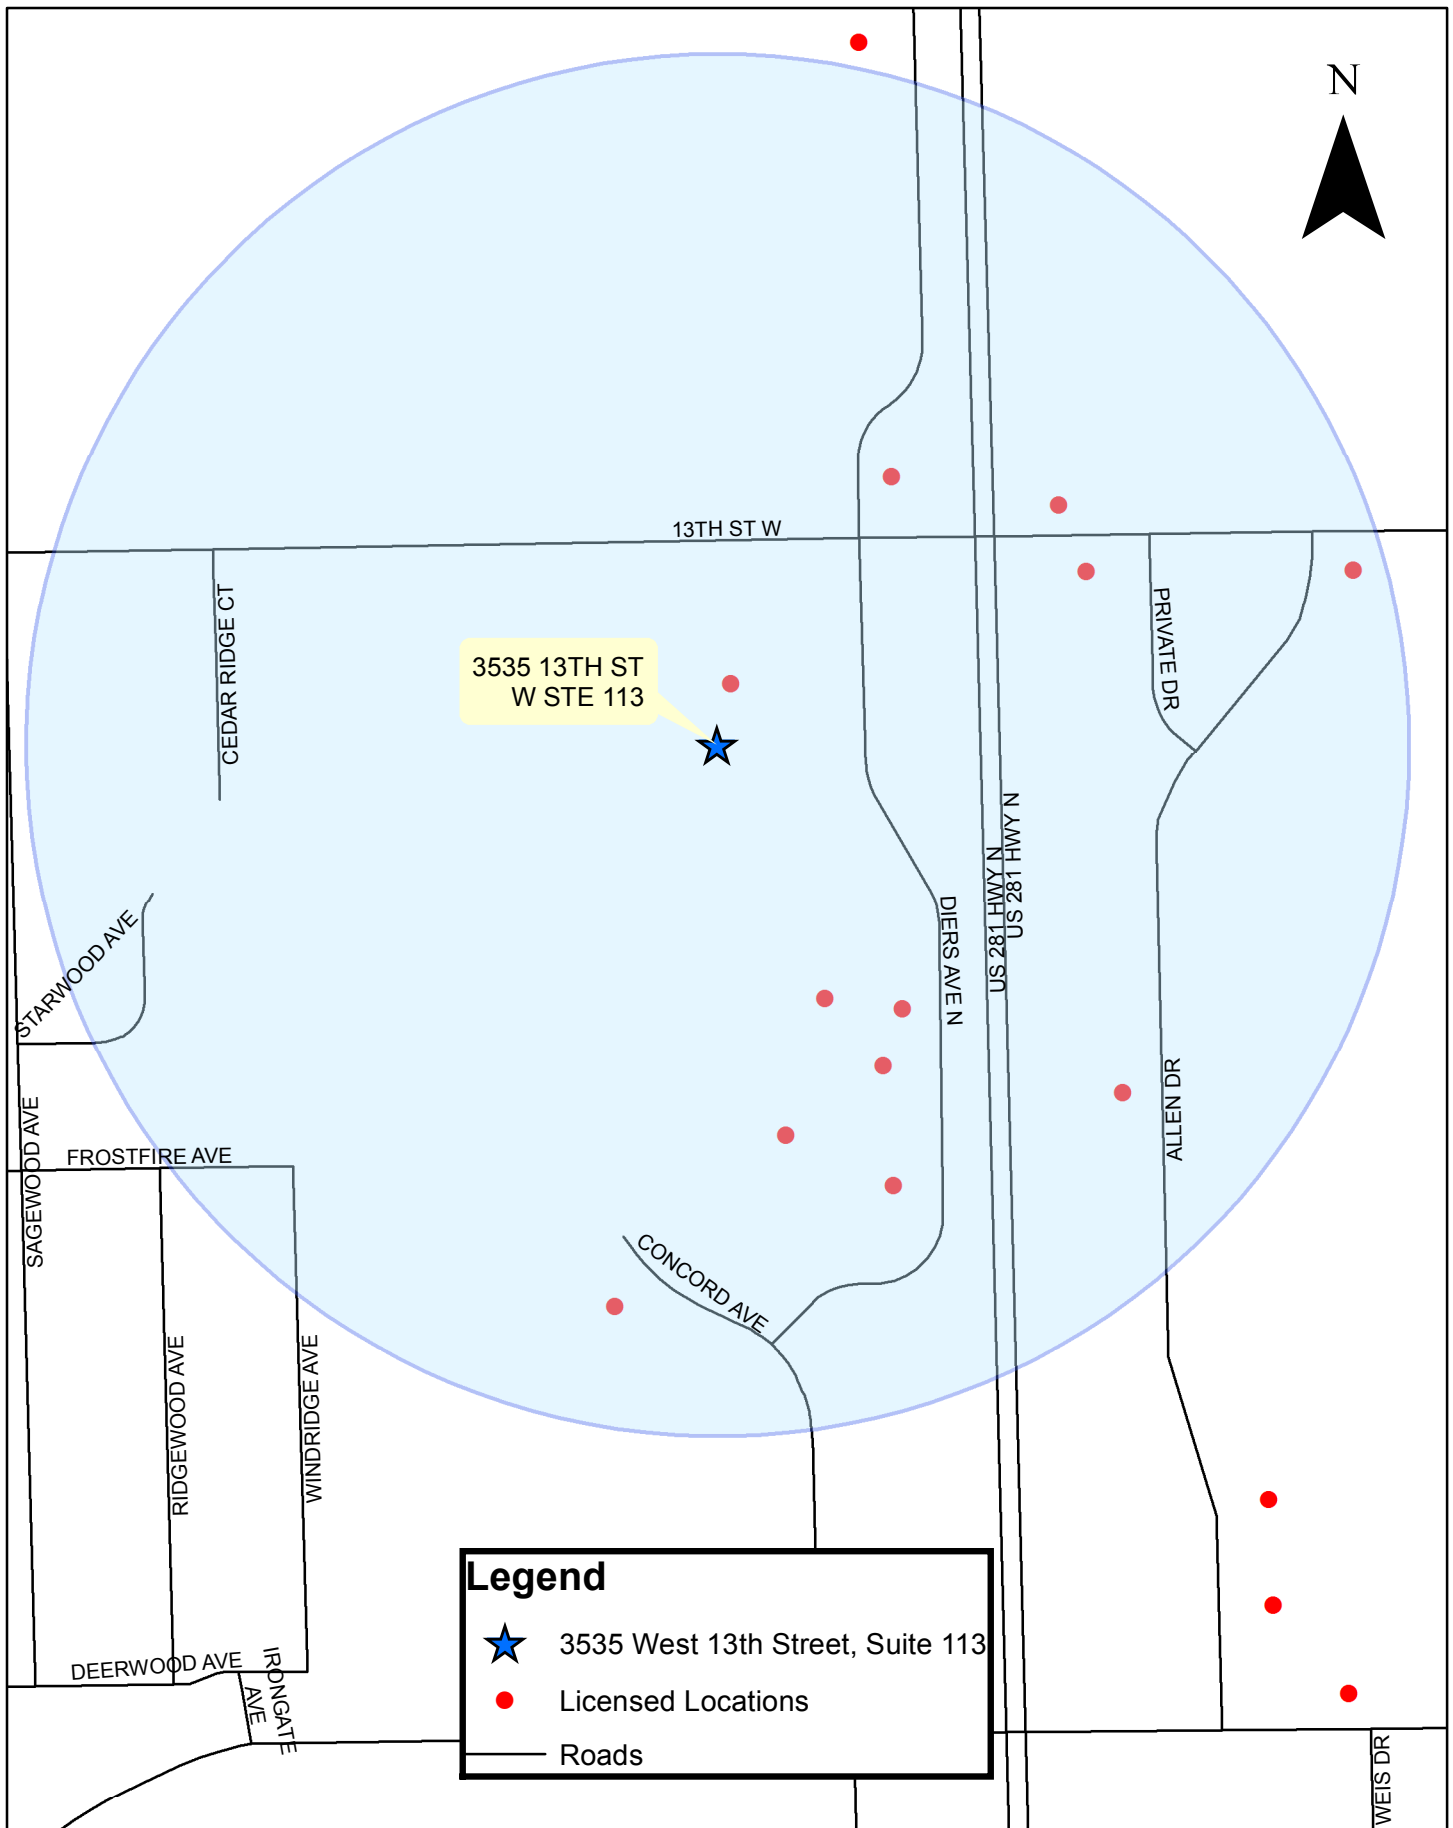 N
13TH ST W
CEDAR RIDGE CT
PRIVATE DR
3535 13TH ST
W STE 113
US 281 HWY N
US 281 HWY N
DIERS AVE N
STARWOOD AVE
ALLEN DR
SAGEWOOD AVE
FROSTFIRE AVE
CONCORD AVE
RIDGEWOOD AVE
WINDRIDGE AVE
DEERWOOD AVE
IRONGATE
AVE
WEIS DR
Legend
3535 West 13th Street, Suite 113
Licensed Locations
Roads